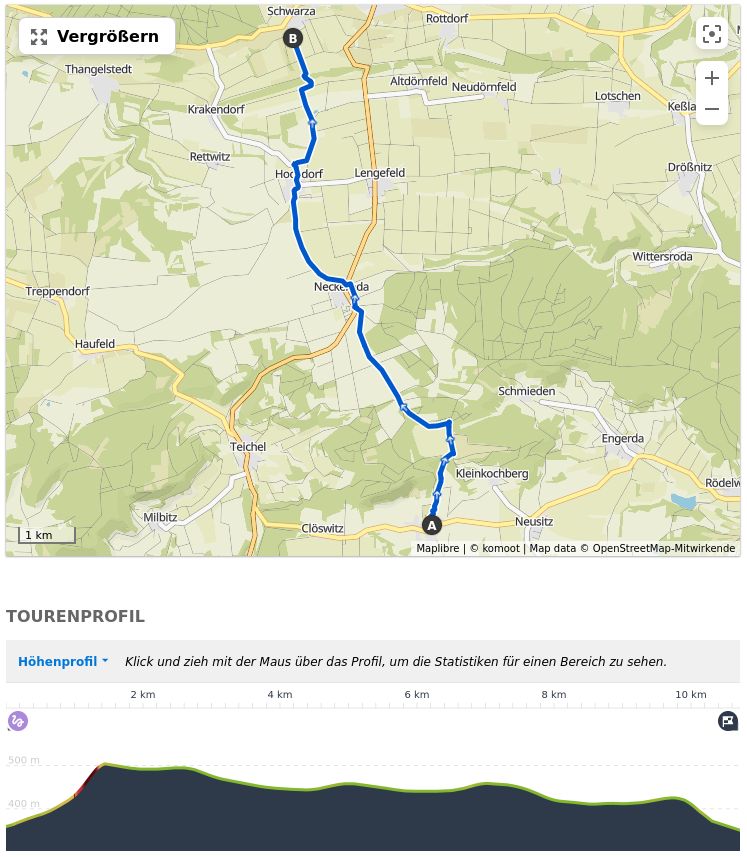 Schwarza
Rottdorf
Vergrößern
B
Thangelstedt
Altdörnfeld
Neudörnfeld
Lotschen
Keßla
Krakendorf
Rettwitz
Lengefeld
Drößnitz
Wittersroda
Treppendorf
Haufeld
Schmieden
Teichel
Engerda
Kleinkochberg
Rödelw
Milbitz
Clöswitz
A
Neusitz
1 km
Maplibre | © komoot | Map data © OpenStreetMap-Mitwirkende
TOURENPROFIL
Höhenprofil
Klick und zieh mit der Maus über das Profil, um die Statistiken für einen Bereich zu sehen.
2 km 4 km 6 km 8 km 10 km
500 m
400 m